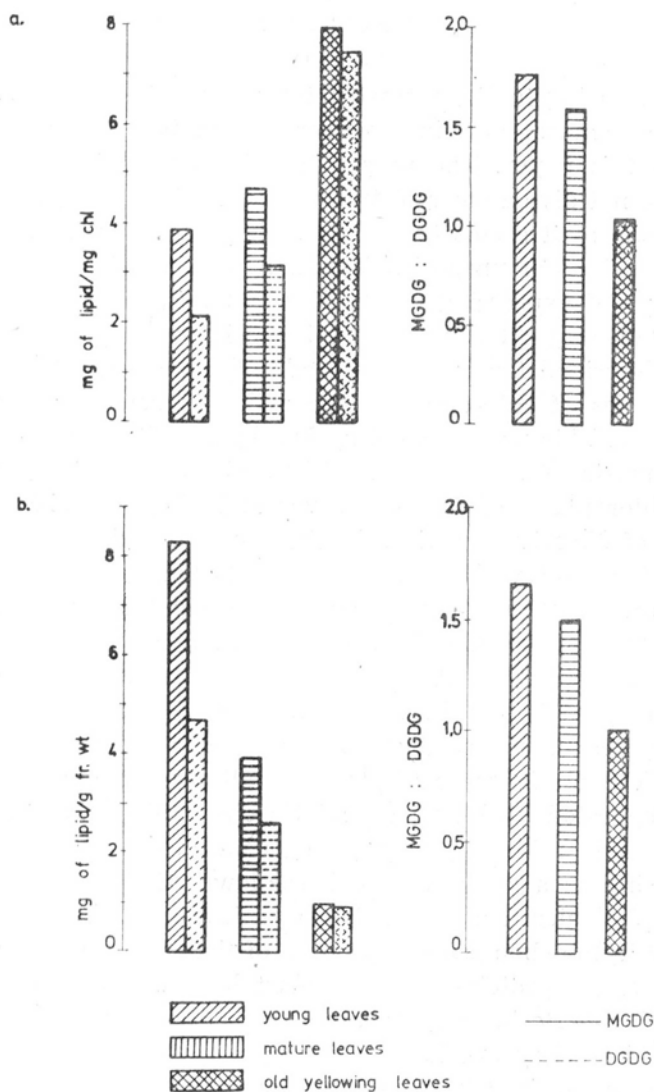 a.
mg of lipid/mg chl
8
6
4
2
0
MGDG : DGDG
2,0
1,5
1,0
0,5
0
b.
mg of lipid/g fr. wt
8
6
4
2
0
MGDG : DGDG
2.0
1.5
1.0
0.5
0
young leaves
mature leaves
old yellowing leaves
MGDG
DGDG